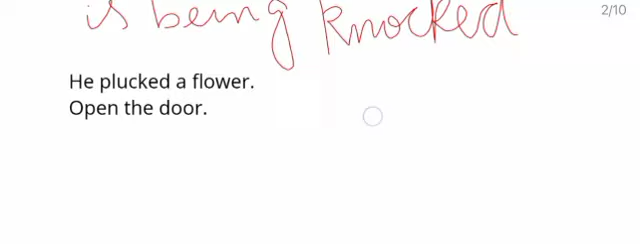 2/10
is being knocked
He plucked a flower.
Open the door.